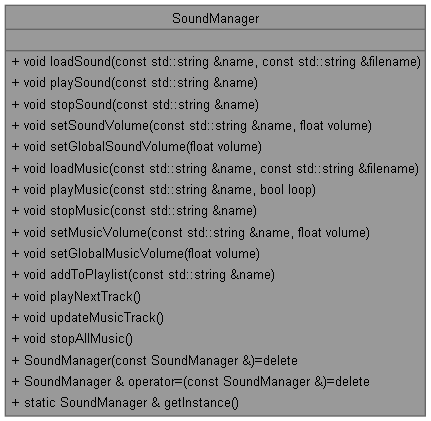 SoundManager
+ void loadSound(const std::string &name, const std::string &filename)
+ void playSound(const std::string &name)
+ void stopSound(const std::string &name)
+ void setSoundVolume(const std::string &name, float volume)
+ void setGlobalSoundVolume(float volume)
+ void loadMusic(const std::string &name, const std::string &filename)
+ void playMusic(const std::string &name, bool loop)
+ void stopMusic(const std::string &name)
+ void setMusicVolume(const std::string &name, float volume)
+ void setGlobalMusicVolume(float volume)
+ void addToPlaylist(const std::string &name)
+ void playNextTrack()
+ void updateMusicTrack()
+ void stopAllMusic()
+ SoundManager(const SoundManager &)=delete
+ SoundManager & operator=(const SoundManager &)=delete
+ static SoundManager & getInstance()